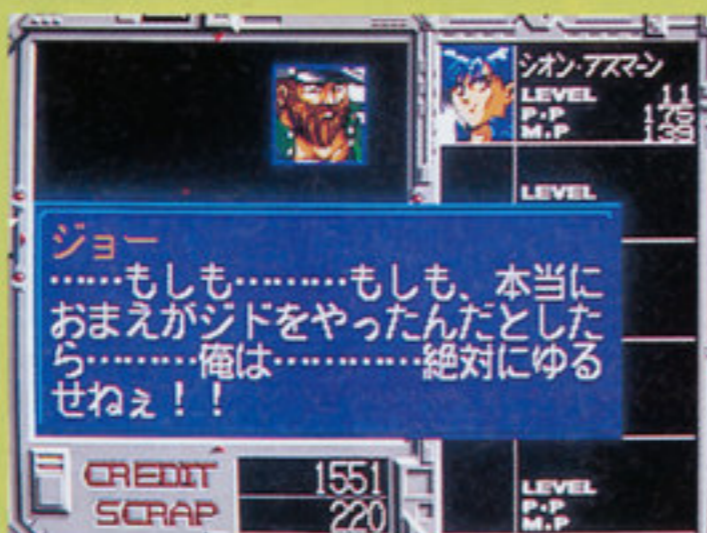 シオン・アスマーン
LEVEL 11
P.P 175
M.P 139
LEVEL
ジョー
……もしも………もしも、本当に
おまえがジドをやったんだとした
ら………俺は…………絶対にゆる
せねぇ！！
CREDIT 1551
SCRAP 220
LEVEL
P.P
M.P